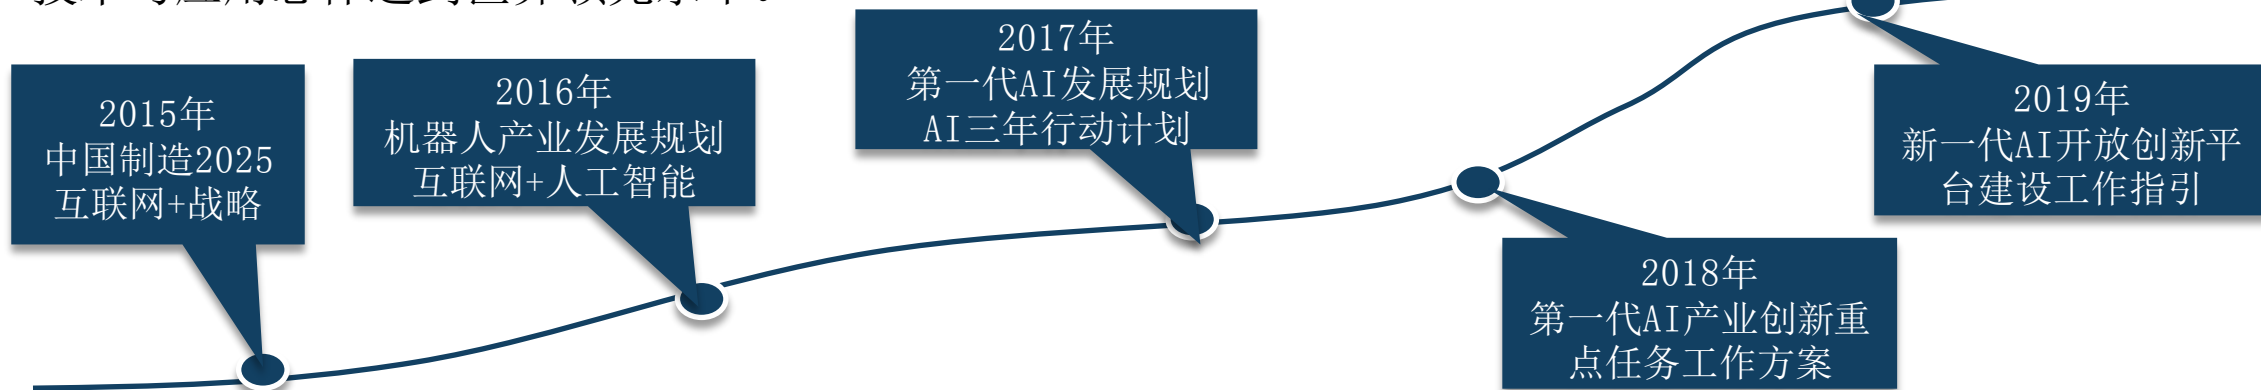 2015年
中国制造2025
互联网+战略
2016年
机器人产业发展规划
互联网+人工智能
2017年
第一代AI发展规划
AI三年行动计划
2018年
第一代AI产业创新重
点任务工作方案
2019年
新一代AI开放创新平
台建设工作指引